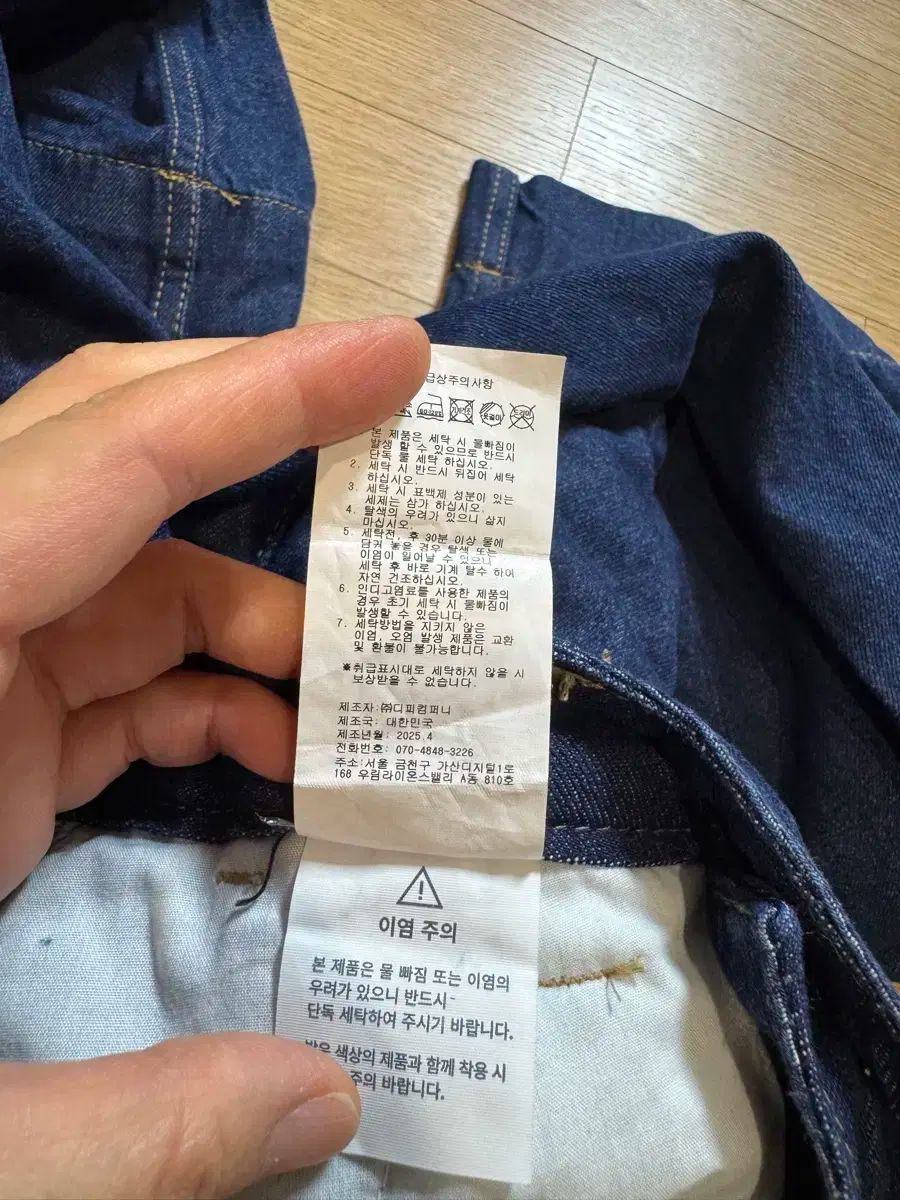 급상주의사항
본 제품은 세탁 시 물빠짐이
발생 할 수 있으므로 반드시
단독 물 세탁 하십시오.
2. 세탁 시 반드시 뒤집어 세탁
하십시오.
3. 세탁 시 표백제 성분이 있는
세제는 삼가 하십시오.
4. 탈색의 우려가 있으니 삶지
마십시오.
5. 세탁전, 후 30분 이상 물에
담궈 놓을 경우 탈색 또는
이염이 일어날 수 있으니
세탁 후 바로 기계 탈수 하여
자연 건조하십시오.
6. 인디고염료를 사용한 제품의
경우 초기 세탁 시 물빠짐이
발생할 수 있습니다.
7. 세탁방법을 지키지 않은
이염, 오염 발생 제품은 교환
및 환불이 불가능합니다.
※취급표시대로 세탁하지 않을 시
보상받을 수 없습니다.
제조자:㈜디피컴퍼니
제조국: 대한민국
제조년월: 2025.4
전화번호: 070-4848-3226
주소:서울 금천구 가산디지털1로
168 우림라이온스밸리 A동 810호
이염 주의
본 제품은 물 빠짐 또는 이염의
우려가 있으니 반드시
단독 세탁하여 주시기 바랍니다.
밝은 색상의 제품과 함께 착용 시
주의 바랍니다.